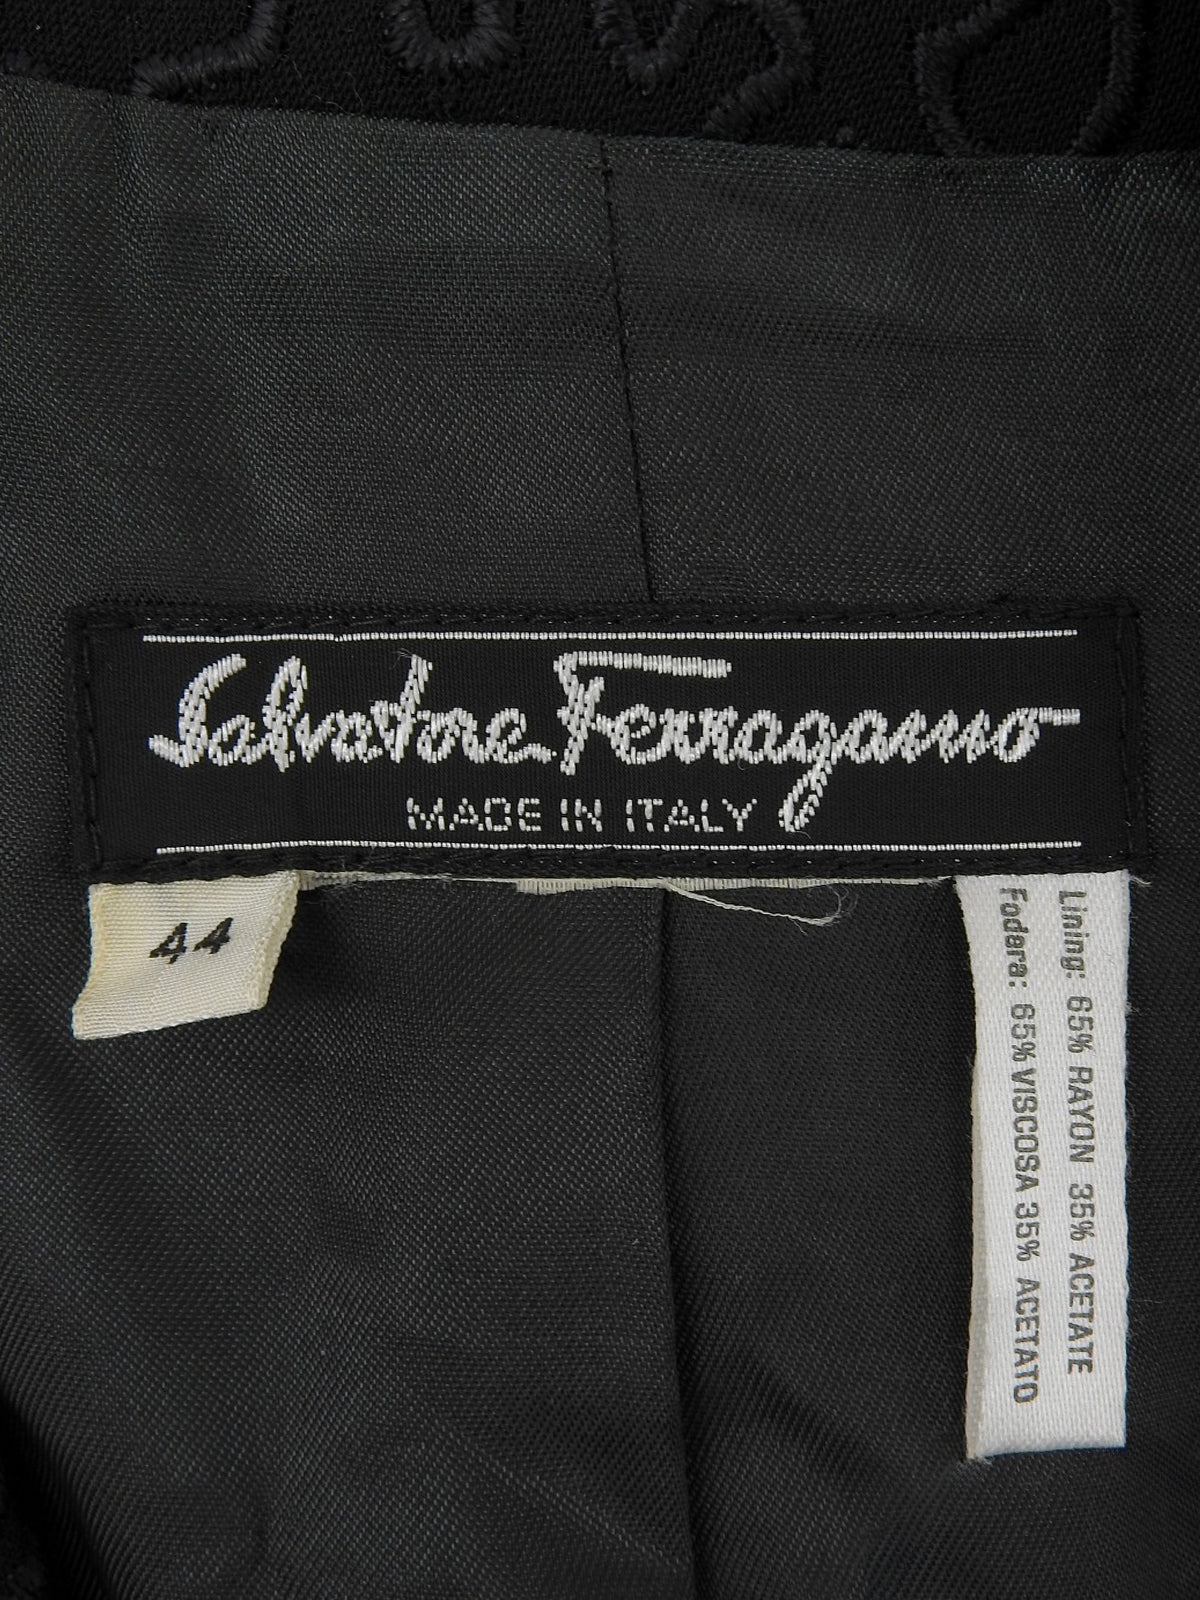 Salvatore Ferragamo
MADE IN ITALY
44
Lining: 65% RAYON 35% ACETATE
Fodera: 65% VISCOSA 35% ACETATO